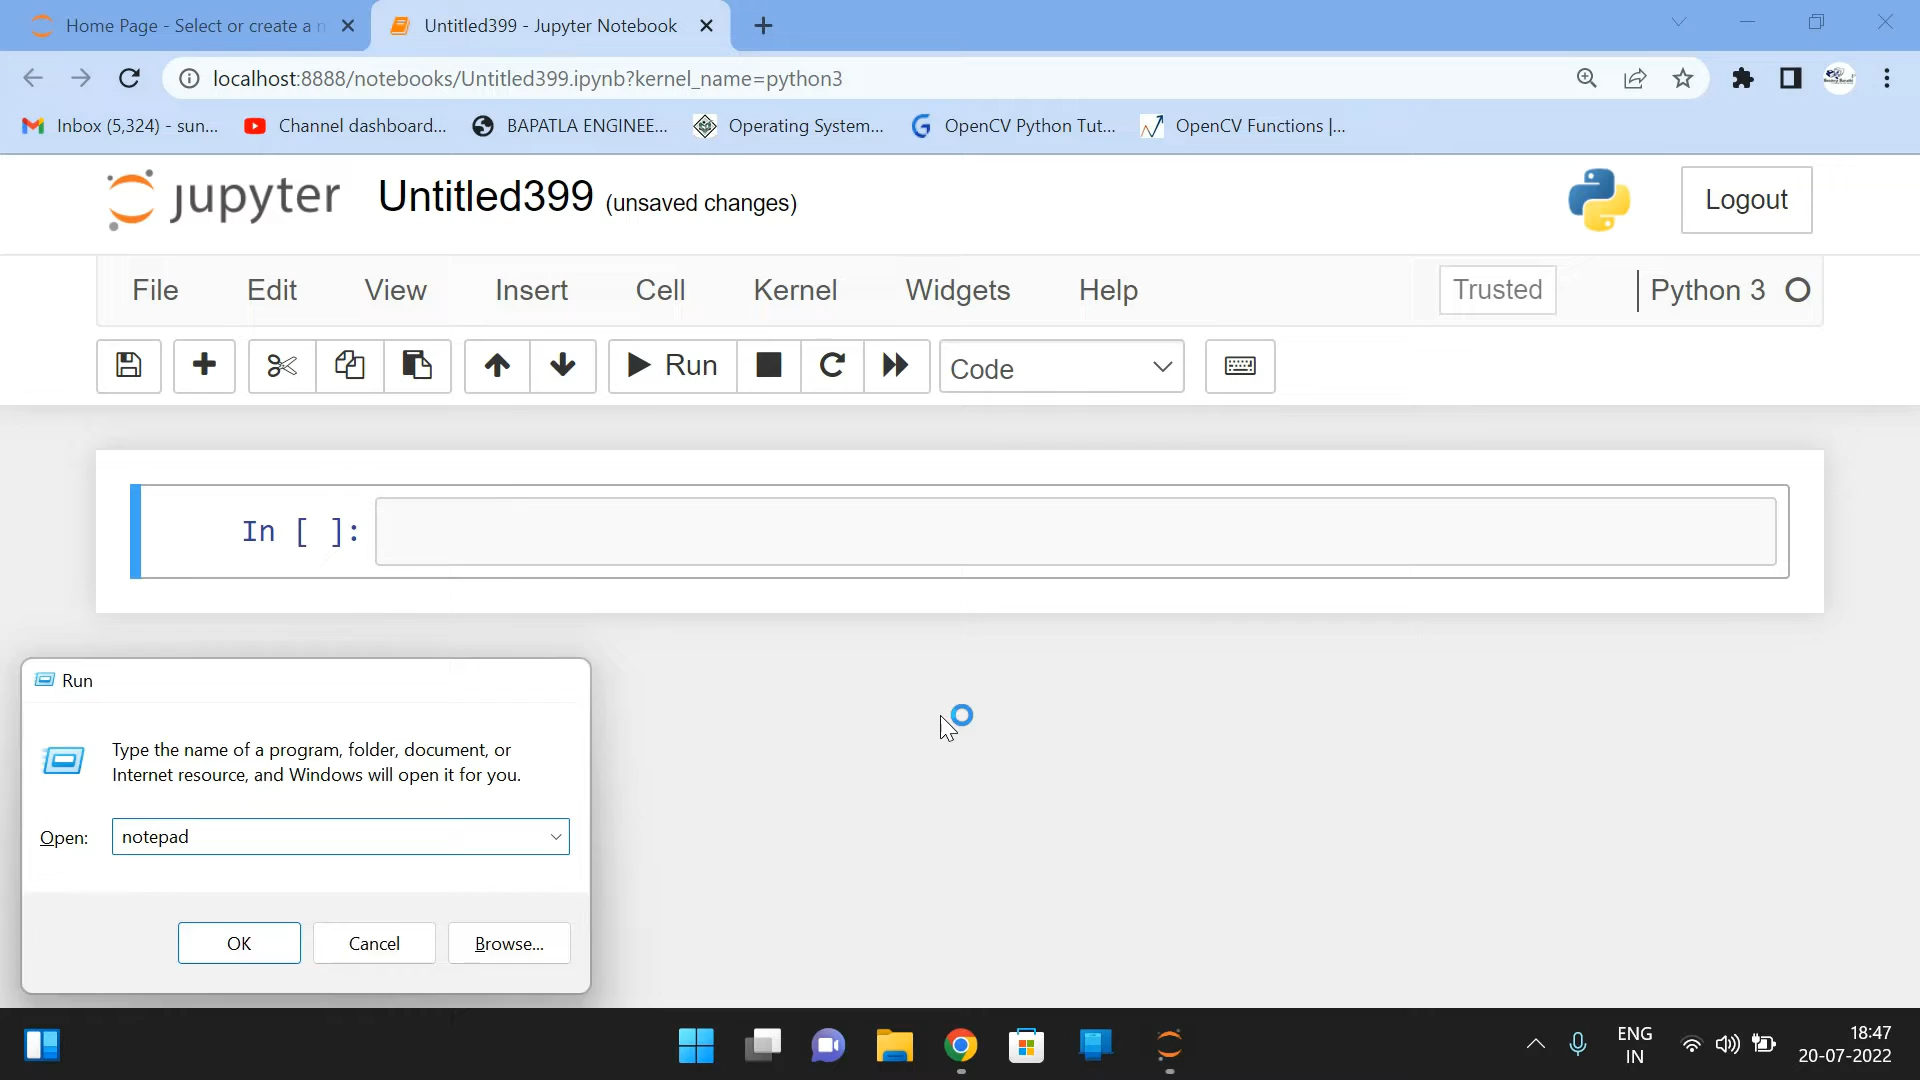 Home Page - Select or create a n
Untitled399 - Jupyter Notebook
localhost:8888/notebooks/Untitled399.ipynb?kernel_name=python3
Inbox (5,324) - sun...
Channel dashboard...
BAPATLA ENGINEE...
Operating System...
OpenCV Python Tut...
OpenCV Functions |...
jupyter Untitled399 (unsaved changes)
Logout
File Edit View Insert Cell Kernel Widgets Help Trusted Python 3
Run Code
In [ ]:
Run
Type the name of a program, folder, document, or
Internet resource, and Windows will open it for you.
Open: notepad
OK Cancel Browse...
ENG
IN
18:47
20-07-2022